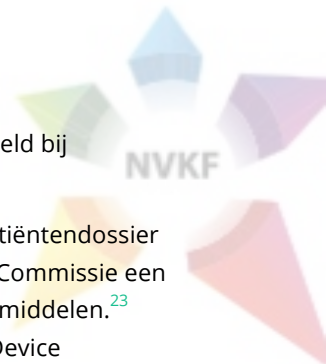 eld bij
NVKF
tiëntendossier
Commissie een
middelen.23
Device